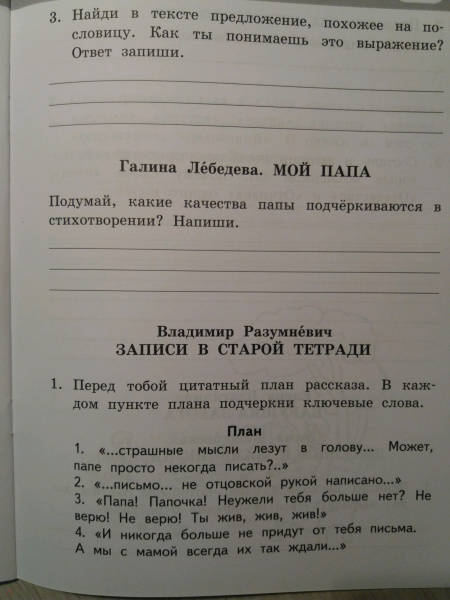 3. Найди в тексте предложение, похожее на по-
словицу. Как ты понимаешь это выражение?
Ответ запиши.
Галина Ле́бедева. МОЙ ПАПА
Подумай, какие качества папы подчёркиваются в
стихотворении? Напиши.
Владимир Разумне́вич
ЗАПИСИ В СТАРОЙ ТЕТРАДИ
1. Перед тобой цитатный план рассказа. В каж-
дом пункте плана подчеркни ключевые слова.
План
1. «...страшные мысли лезут в голову... Может,
папе просто некогда писать?..»
2. «...письмо... не отцовской рукой написано...»
3. «Папа! Папочка! Неужели тебя больше нет? Не
верю! Не верю! Ты жив, жив, жив!»
4. «И никогда больше не придут от тебя письма.
А мы с мамой всегда их так ждали...»